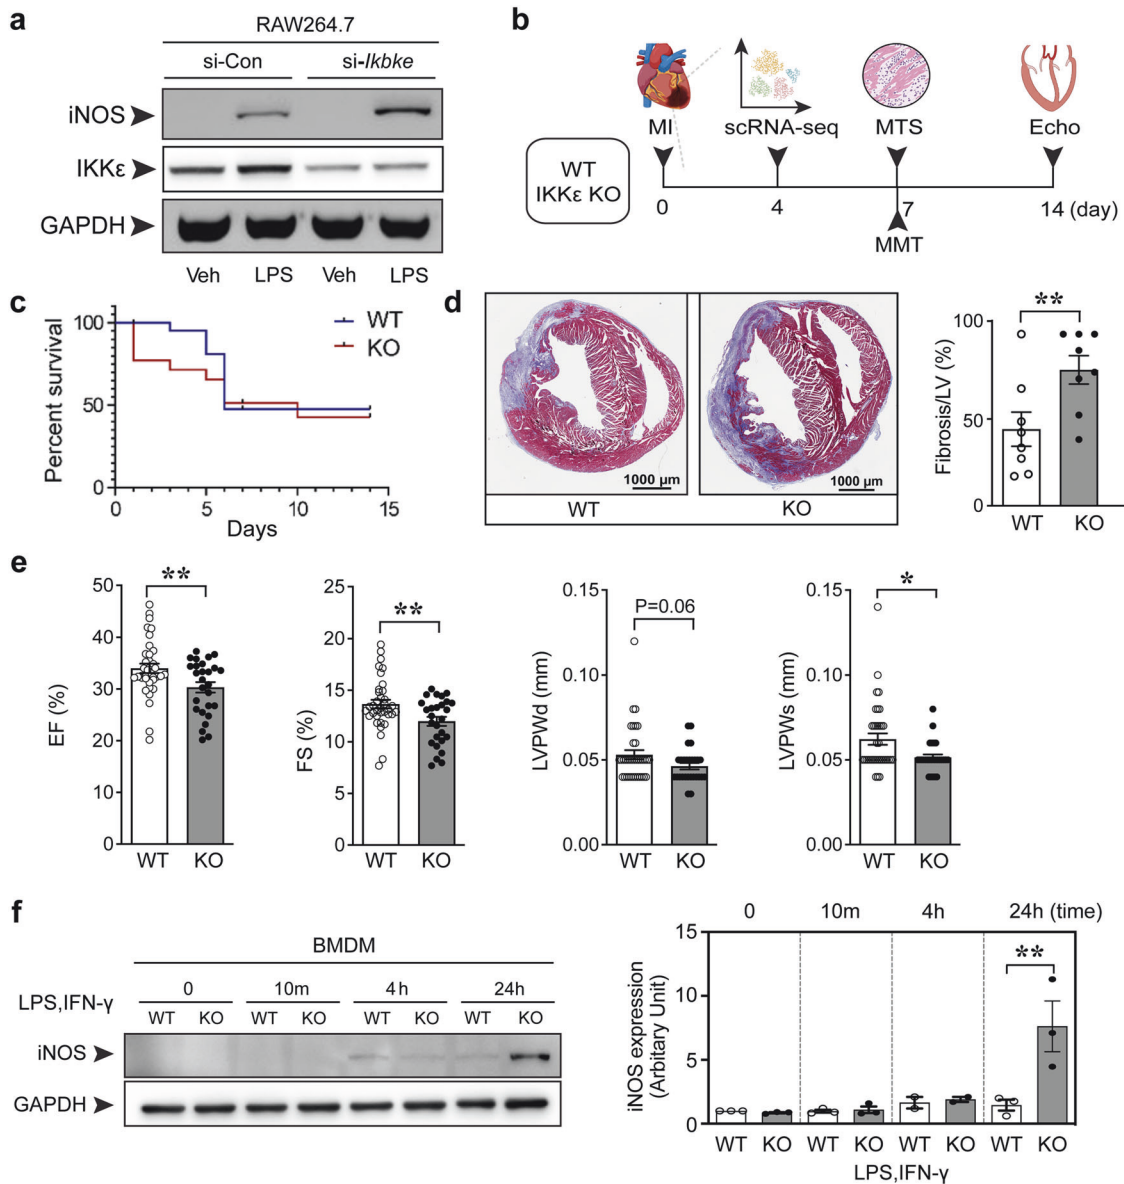 a
RAW264.7
si-Con si-Ikbke
iNOS
IKKε
GAPDH
Veh LPS Veh LPS
b
MI scRNA-seq MTS Echo
WT
IKKε KO
0 4 7 14 (day)
MMT
c
Percent survival
100
50
0
WT
KO
0 5 10 15
Days
d
1000 µm 1000 µm
WT KO
**
Fibrosis/LV (%)
100
50
0
WT KO
e
EF (%)
50
40
30
20
10
0
**
WT KO
FS (%)
25
20
15
10
5
0
**
WT KO
LVPWd (mm)
0.15
0.10
0.05
0.00
P=0.06
WT KO
LVPWs (mm)
0.15
0.10
0.05
0.00
*
WT KO
f
BMDM
0 10m 4h 24h
LPS,IFN-γ
WT KO WT KO WT KO WT KO
iNOS
GAPDH
0 10m 4h 24h (time)
iNOS expression
(Arbitary Unit)
15
10
5
0
**
WT KO WT KO WT KO WT KO
LPS,IFN-γ